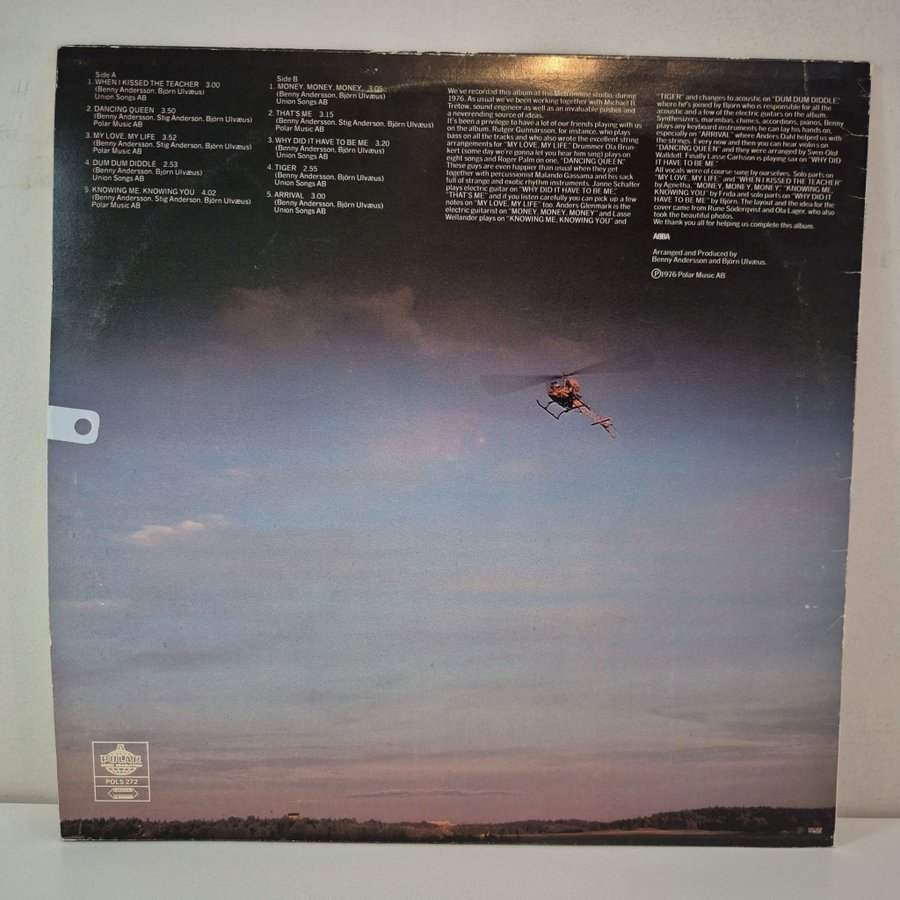 Side A
1. WHEN I KISSED THE TEACHER 3.00
(Benny Andersson, Björn Ulvæus)
Union Songs AB
2. DANCING QUEEN 3.50
(Benny Andersson, Stig Anderson, Björn Ulvæus)
Polar Music AB
3. MY LOVE, MY LIFE 3.52
(Benny Andersson, Stig Anderson, Björn Ulvæus)
Polar Music AB
4. DUM DUM DIDDLE 2.53
(Benny Andersson, Björn Ulvæus)
Union Songs AB
5. KNOWING ME, KNOWING YOU 4.02
(Benny Andersson, Stig Anderson, Björn Ulvæus)
Polar Music AB
Side B
1. MONEY, MONEY, MONEY 3.05
(Benny Andersson, Björn Ulvæus)
Union Songs AB
2. THAT'S ME 3.15
(Benny Andersson, Stig Anderson, Björn Ulvæus)
Polar Music AB
3. WHY DID IT HAVE TO BE ME 3.20
(Benny Andersson, Björn Ulvæus)
Union Songs AB
4. TIGER 2.55
(Benny Andersson, Björn Ulvæus)
Union Songs AB
5. ARRIVAL 3.00
(Benny Andersson, Björn Ulvæus)
Union Songs AB
We've recorded this album at the Metronome studio, during
1976. As usual we've been working together with Michael B.
Tretow, sound engineer as well as an invaluable positive and
a neverending source of ideas.
It's been a privilege to have a lot of our friends playing with us
on the album. Rutger Gunnarsson, for instance, who plays
bass on all the tracks and who also wrote the excellent string
arrangements for "MY LOVE, MY LIFE". Drummer Ola Brun-
kert (some day we're gonna let you hear him sing) plays on
eight songs and Roger Palm on one, "DANCING QUEEN".
These guys are even happier than usual when they get
together with percussionist Malando Gassama and his sack
full of strange and exotic rhythm instruments. Janne Schaffer
plays electric guitar on "WHY DID IT HAVE TO BE ME"
"THAT'S ME" and if you listen carefully you can pick up a few
notes on "MY LOVE, MY LIFE" too. Anders Glenmark is the
electric guitarist on "MONEY, MONEY, MONEY" and Lasse
Wellander plays on "KNOWING ME, KNOWING YOU" and
"TIGER" and changes to acoustic on "DUM DUM DIDDLE",
where he's joined by Björn who is responsible for all the
acoustic and a few of the electric guitars on the album.
Synthesizers, marimbas, chimes, accordions, pianos, Benny
plays any keyboard instruments he can lay his hands on,
especially on "ARRIVAL" where Anders Dahl helped us with
the strings. Every now and then you can hear violins on
"DANCING QUEEN" and they were arranged by Sven-Olof
Walldoff. Finally Lasse Carlsson is playing sax on "WHY DID
IT HAVE TO BE ME".
All vocals were of course sung by ourselves. Solo parts on
"MY LOVE, MY LIFE" and "WHEN I KISSED THE TEACHER"
by Agnetha, "MONEY, MONEY, MONEY", "KNOWING ME,
KNOWING YOU" by Frida and solo parts on "WHY DID IT
HAVE TO BE ME" by Björn. The layout and the idea for the
cover came from Rune Söderqvist and Ola Lager, who also
took the beautiful photos.
We thank you all for helping us complete this album.
ABBA
Arranged and Produced by
Benny Andersson and Björn Ulvæus.
Ⓟ1976 Polar Music AB
POLAR
MUSIC PRODUCTION
POLS 272
STEREO